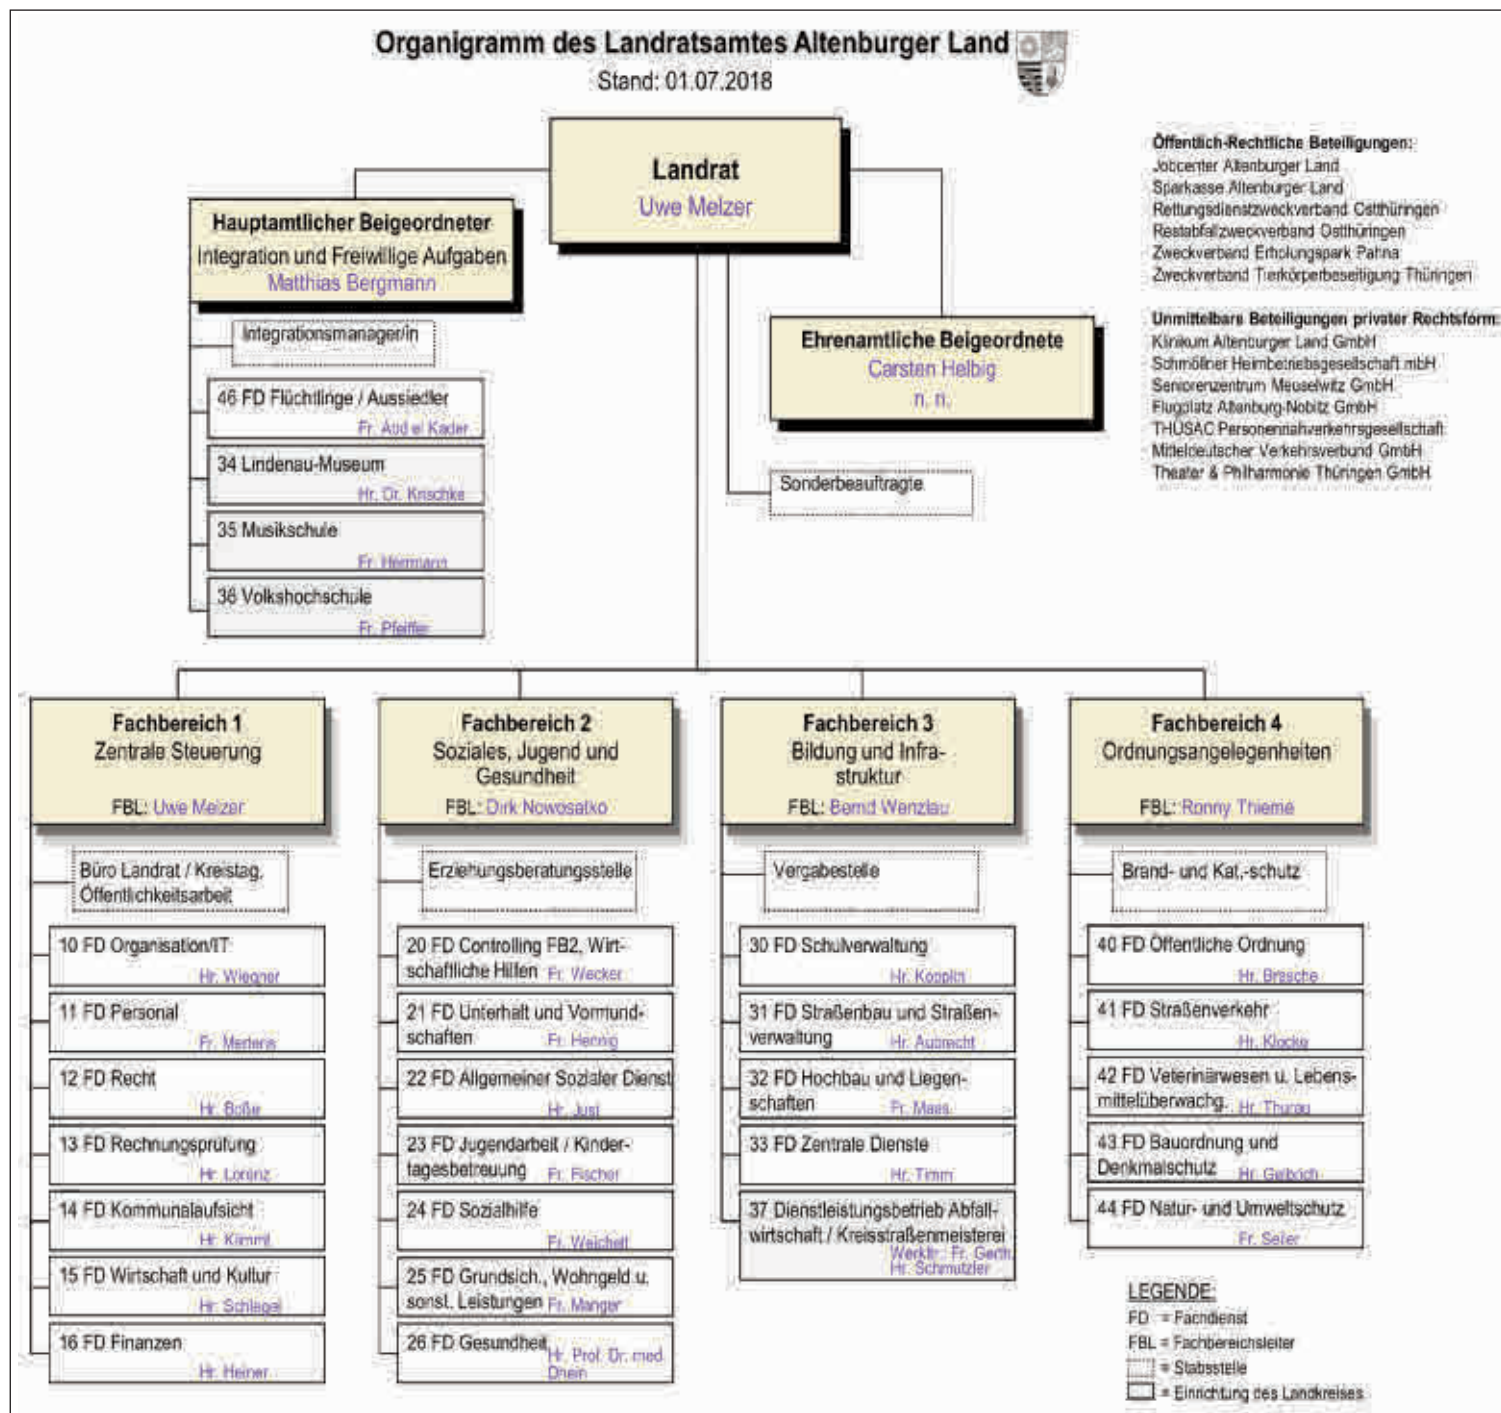 Organigramm des Landratsamtes Altenburger Land
Stand: 01.07.2018
Landrat
Uwe Melzer
Hauptamtlicher Beigeordneter
Integration und Freiwillige Aufgaben
Matthias Bergmann
Integrationsmanager/in
46 FD Flüchtlinge / Aussiedler
Fr. Abd el Kader
34 Lindenau-Museum
Hr. Dr. Krischke
35 Musikschule
Fr. Herrmann
36 Volkshochschule
Fr. Pfeiffer
Ehrenamtliche Beigeordnete
Carsten Helbig
n. n.
Sonderbeauftragte
Öffentlich-Rechtliche Beteiligungen:
Jobcenter Altenburger Land
Sparkasse Altenburger Land
Rettungsdienstzweckverband Ostthüringen
Restabfallzweckverband Ostthüringen
Zweckverband Erholungspark Pahna
Zweckverband Tierkörperbeseitigung Thüringen
Unmittelbare Beteiligungen privater Rechtsform:
Klinikum Altenburger Land GmbH
Schmöllner Heimbetriebsgesellschaft mbH
Seniorenzentrum Meuselwitz GmbH
Flugplatz Altenburg-Nobitz GmbH
THÜSAC Personennahverkehrsgesellschaft
Mitteldeutscher Verkehrsverbund GmbH
Theater & Philharmonie Thüringen GmbH
Fachbereich 1
Zentrale Steuerung
FBL: Uwe Melzer
Büro Landrat / Kreistag,
Öffentlichkeitsarbeit
10 FD Organisation/IT
Hr. Wiegner
11 FD Personal
Fr. Mertens
12 FD Recht
Hr. Boße
13 FD Rechnungsprüfung
Hr. Lorenz
14 FD Kommunalaufsicht
Hr.
15 FD Wirtschaft und Kultur
Hr. Schlegel
16 FD Finanzen
Hr. Heiner
Fachbereich 2
Soziales, Jugend und
Gesundheit
FBL: Dirk Nowosatko
Erziehungsberatungsstelle
20 FD Controlling FB2, Wirt-
schaftliche Hilfen Fr. Wecker
21 FD Unterhalt und Vormund-
schaften Fr. Hennig
22 FD Allgemeiner Sozialer Dienst
Hr. Just
23 FD Jugendarbeit / Kinder-
tagesbetreuung Fr. Fischer
24 FD Sozialhilfe
Fr. Weichelt
25 FD Grundsich., Wohngeld u.
sonst. Leistungen Fr. Manger
26 FD Gesundheit
Hr. Prof. Dr. med
Dhein
Fachbereich 3
Bildung und Infra-
struktur
FBL: Bernd Wenzlau
Vergabestelle
30 FD Schulverwaltung
Hr. Kopplin
31 FD Straßenbau und Straßen-
verwaltung Hr. Aubrecht
32 FD Hochbau und Liegen-
schaften Fr. Maas
33 FD Zentrale Dienste
Hr. Timm
37 Dienstleistungsbetrieb Abfall-
wirtschaft / Kreisstraßenmeisterei
Werkltr.: Fr. Gerth,
Hr. Schmutzler
Fachbereich 4
Ordnungsangelegenheiten
FBL: Ronny Thieme
Brand- und Kat.-schutz
40 FD Öffentliche Ordnung
Hr. Brasche
41 FD Straßenverkehr
Hr. Klocke
42 FD Veterinärwesen u. Lebens-
mittelüberwachg. Hr. Thurau
43 FD Bauordnung und
Denkmalschutz Hr.
44 FD Natur- und Umweltschutz
Fr. Seiler
LEGENDE:
FD = Fachdienst
FBL = Fachbereichsleiter
= Stabsstelle
= Einrichtung des Landkreises